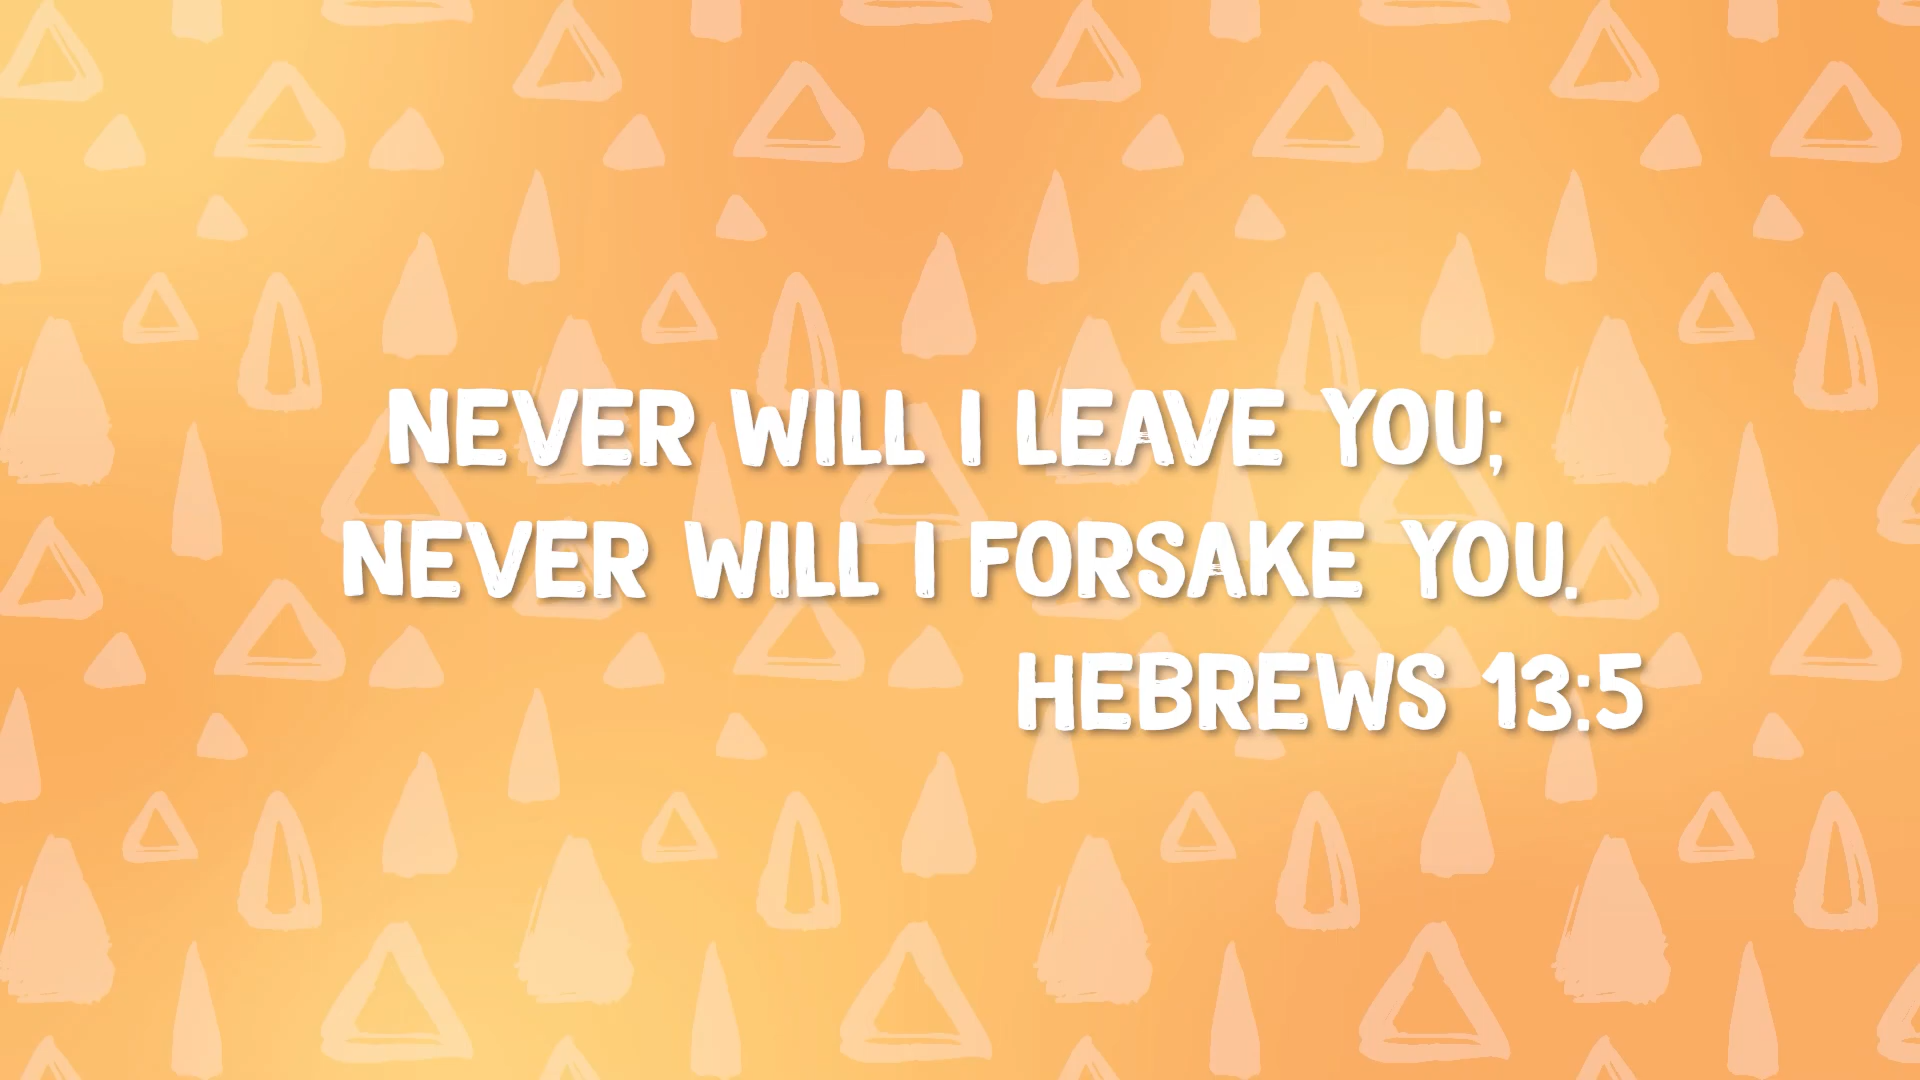 NEVER WILL I LEAVE YOU;
NEVER WILL I FORSAKE YOU.
HEBREWS 13:5